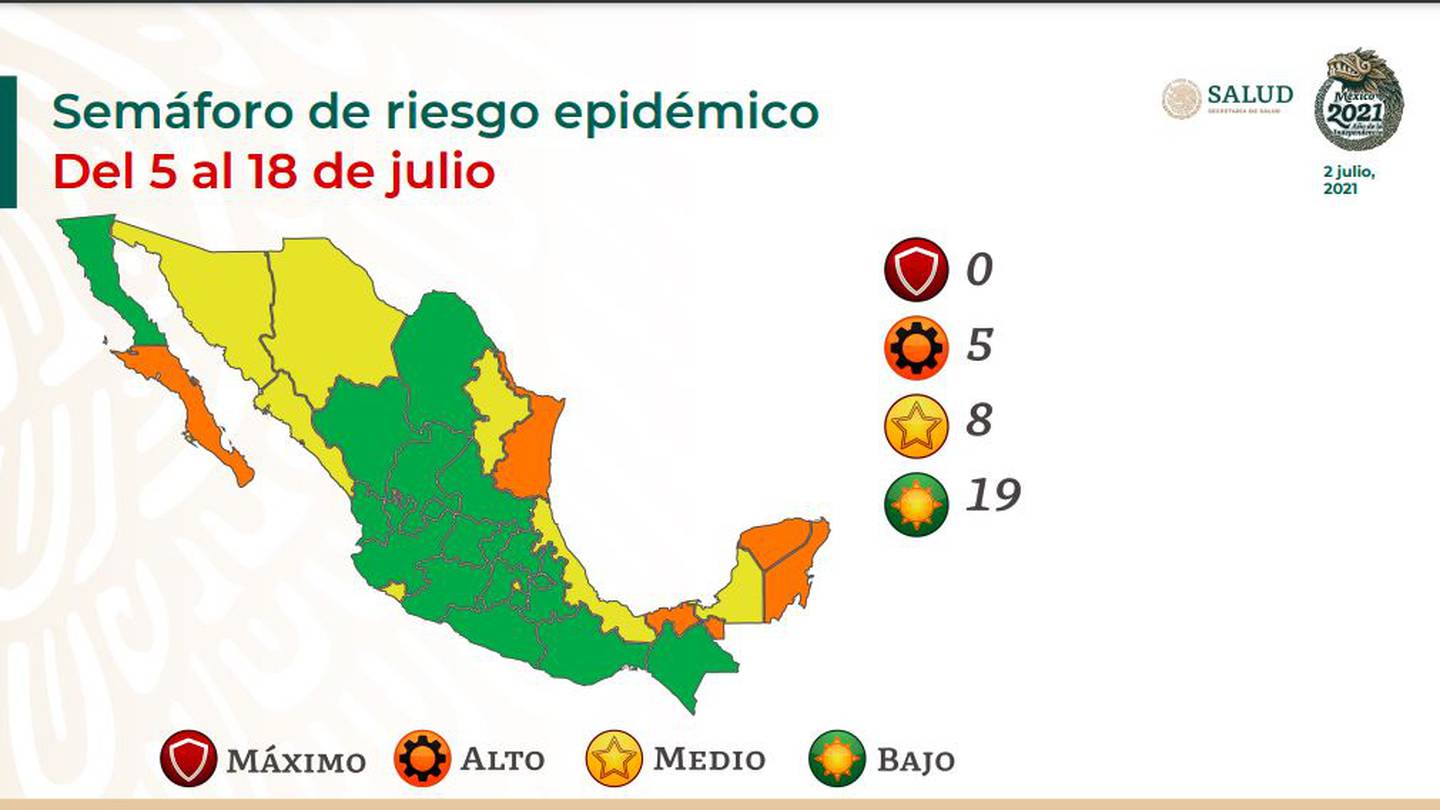 Semáforo de riesgo epidémico
Del 5 al 18 de julio
SALUD
SECRETARÍA DE SALUD
México
2021
Año de la
Independencia
2 julio,
2021
0
5
8
19
Máximo
Alto
Medio
Bajo